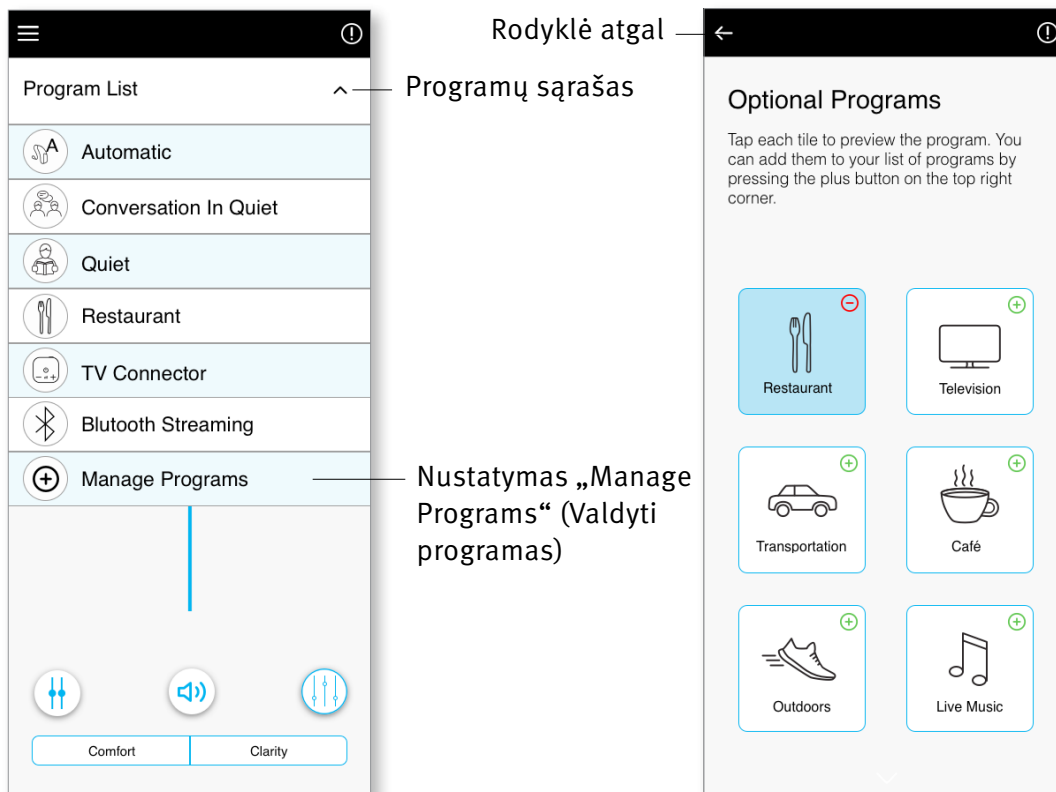 Program List
A
Automatic
Conversation In Quiet
Quiet
Restaurant
TV Connector
Blutooth Streaming
Manage Programs
Comfort
Clarity
Rodyklė atgal
Programų sąrašas
Nustatymas „Manage
Programs“ (Valdyti
programas)
Optional Programs
Tap each tile to preview the program. You
can add them to your list of programs by
pressing the plus button on the top right
corner.
Restaurant
Television
Transportation
Café
Outdoors
Live Music